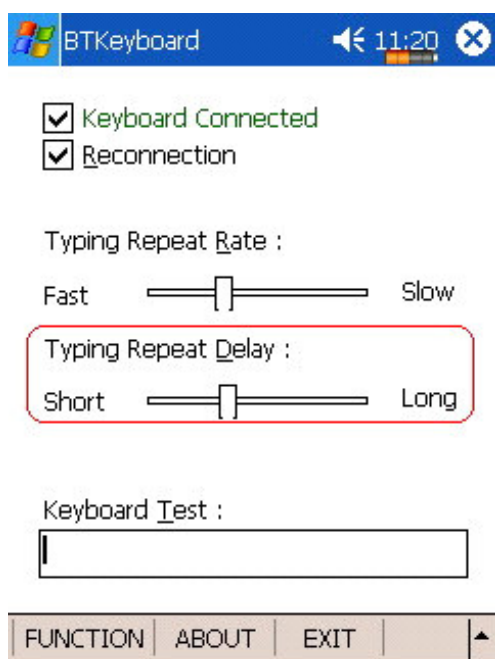 BTKeyboard 11:20
Keyboard Connected
Reconnection
Typing Repeat Rate :
Fast Slow
Typing Repeat Delay :
Short Long
Keyboard Test :
FUNCTION ABOUT EXIT